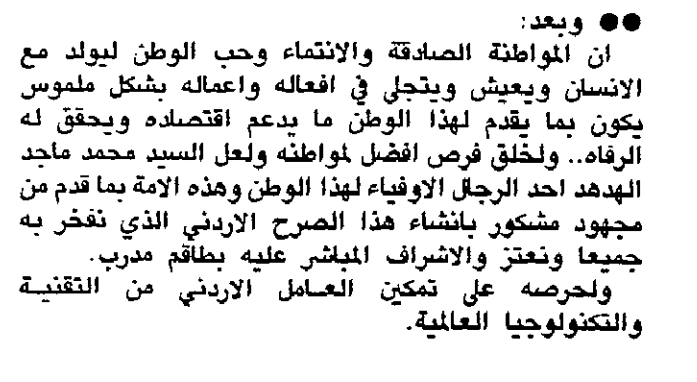 ●● وبعد:
ان المواطنة الصادقة والانتماء وحب الوطن ليولد مع
الانسان ويعيش ويتجلى في افعاله واعماله بشكل ملموس
يكون بما يقدم لهذا الوطن ما يدعم اقتصاده ويحقق له
الرفاه.. ولخلق فرص افضل لمواطنه ولعل السيد محمد ماجد
الهدهد احد الرجال الاوفياء لهذا الوطن وهذه الامة بما قدم من
مجهود مشكور بانشاء هذا الصرح الاردني الذي نفخر به
جميعا ونعتز والاشراف المباشر عليه بطاقم مدرب.
ولحرصه على تمكين العامل الاردني من التقنية
والتكنولوجيا العالمية.